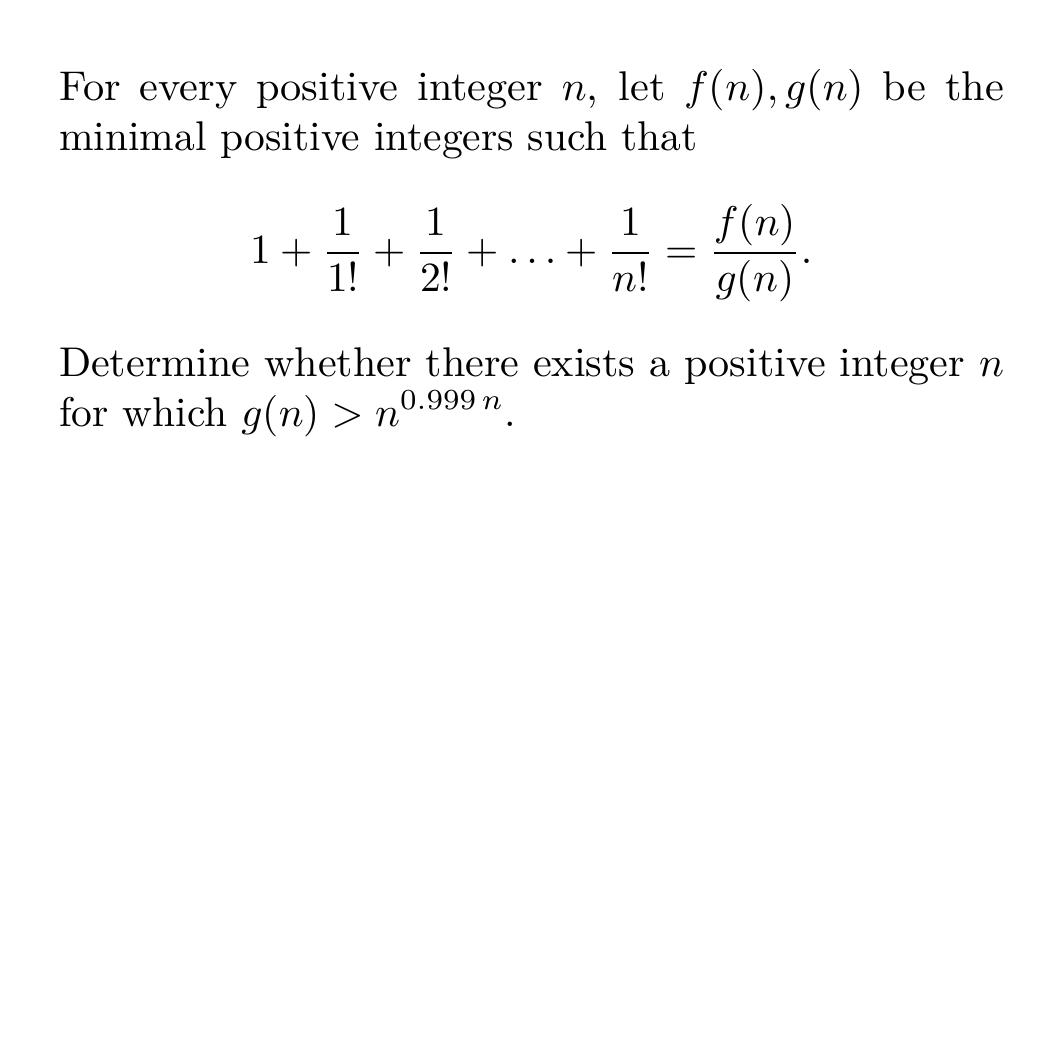 For every positive integer n, let f(n), g(n) be the
minimal positive integers such that
1 + \frac{1}{1!} + \frac{1}{2!} + \ldots + \frac{1}{n!} = \frac{f(n)}{g(n)}.
Determine whether there exists a positive integer n
for which g(n) > n^{0.999 n}.